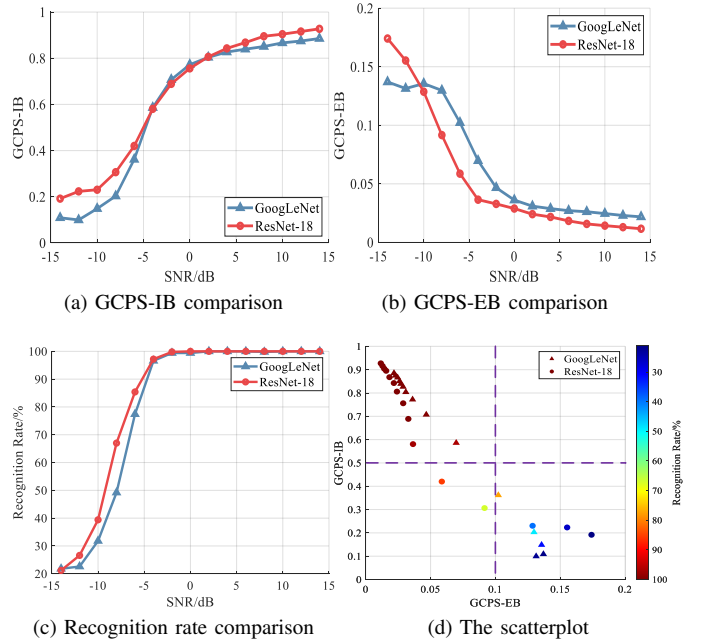 1
0.8
0.6
0.4
0.2
0
GCPS-IB
GoogLeNet
ResNet-18
-15 -10 -5 0 5 10 15
SNR/dB
(a) GCPS-IB comparison
0.2
0.15
0.1
0.05
0
GCPS-EB
GoogLeNet
ResNet-18
-15 -10 -5 0 5 10 15
SNR/dB
(b) GCPS-EB comparison
100
90
80
70
60
50
40
30
20
Recognition Rate/%
GoogLeNet
ResNet-18
-15 -10 -5 0 5 10 15
SNR/dB
(c) Recognition rate comparison
1
0.9
0.8
0.7
0.6
0.5
0.4
0.3
0.2
0.1
0
GCPS-IB
GoogLeNet
ResNet-18
0 0.05 0.1 0.15 0.2
GCPS-EB
30
40
50
60
70
80
90
100
Recognition Rate/%
(d) The scatterplot